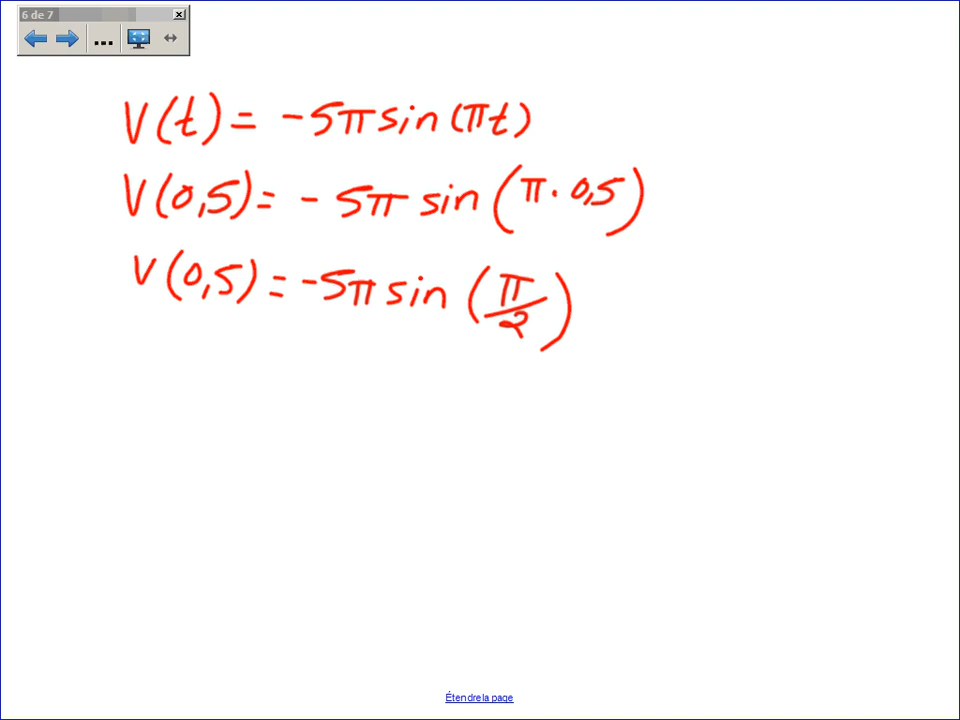 6 de 7
V(t) = -5π sin(πt)
V(0,5) = -5π sin(π·0,5)
V(0,5) = -5π sin(π/2)
Étendre la page